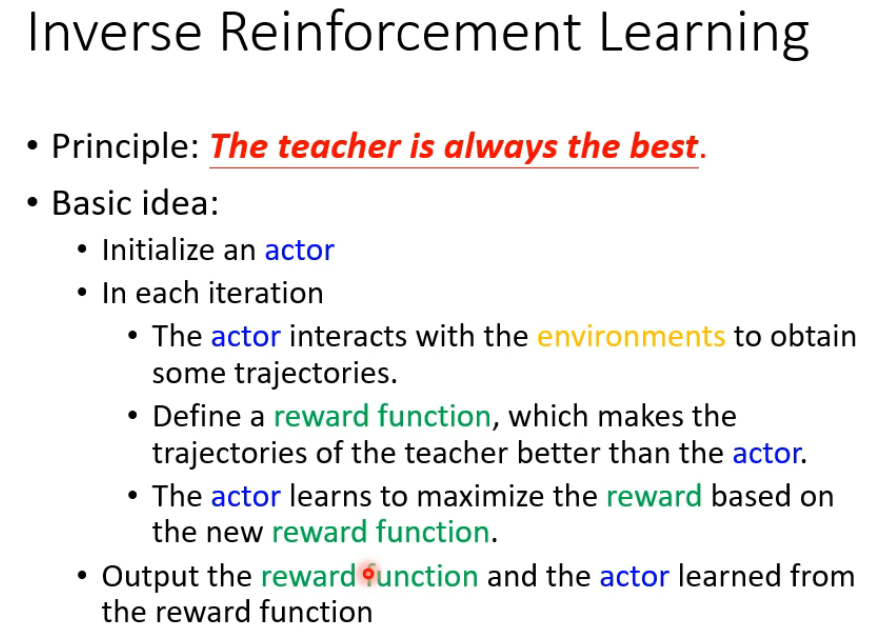 Inverse Reinforcement Learning
• Principle: The teacher is always the best.
• Basic idea:
• Initialize an actor
• In each iteration
• The actor interacts with the environments to obtain
some trajectories.
• Define a reward function, which makes the
trajectories of the teacher better than the actor.
• The actor learns to maximize the reward based on
the new reward function.
• Output the reward function and the actor learned from
the reward function